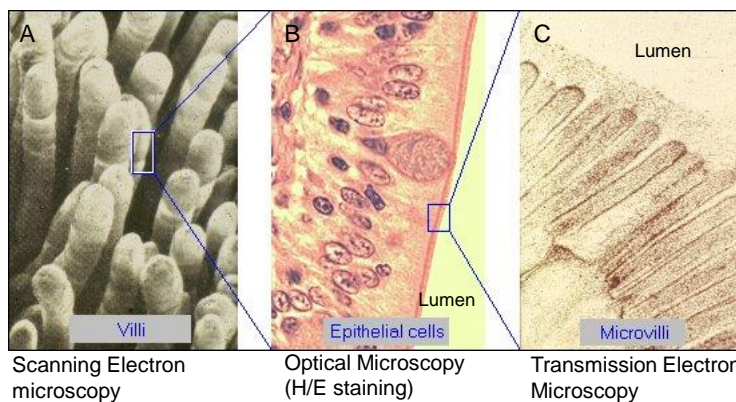 A
B
C
Lumen
Lumen
Villi
Epithelial cells
Microvilli
Scanning Electron
microscopy
Optical Microscopy
(H/E staining)
Transmission Electron
Microscopy